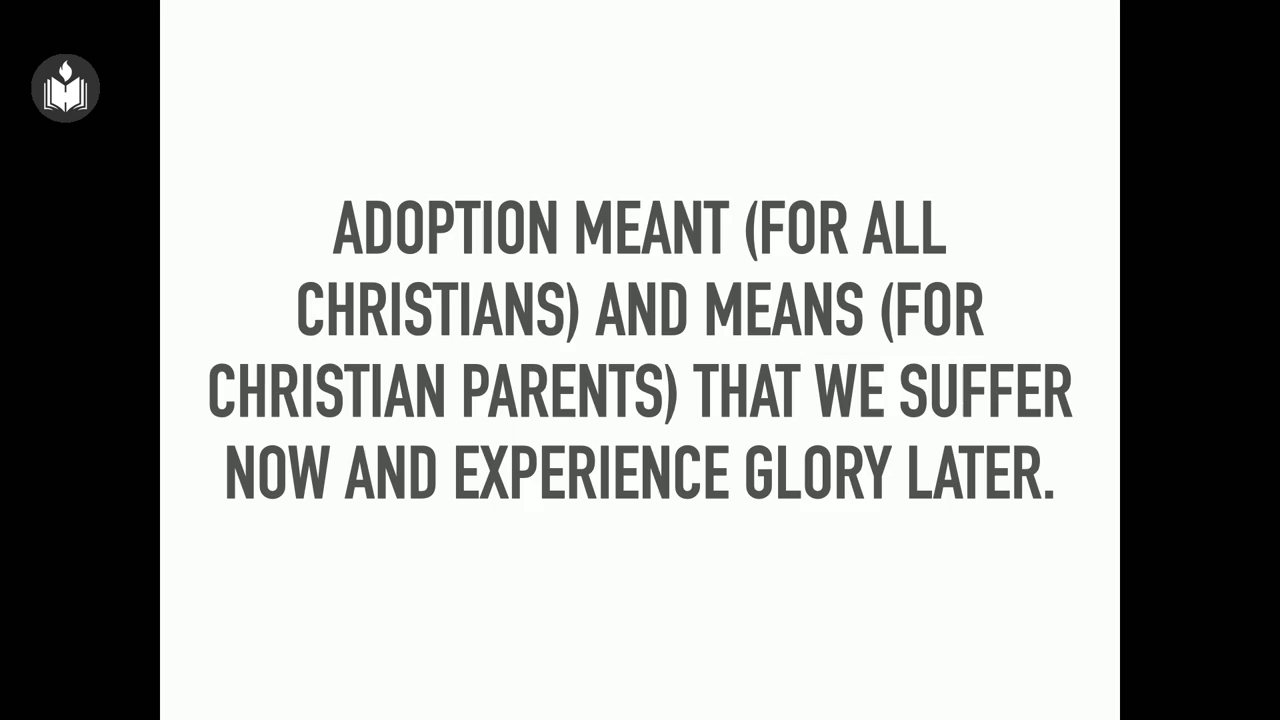 ADOPTION MEANT (FOR ALL
CHRISTIANS) AND MEANS (FOR
CHRISTIAN PARENTS) THAT WE SUFFER
NOW AND EXPERIENCE GLORY LATER.